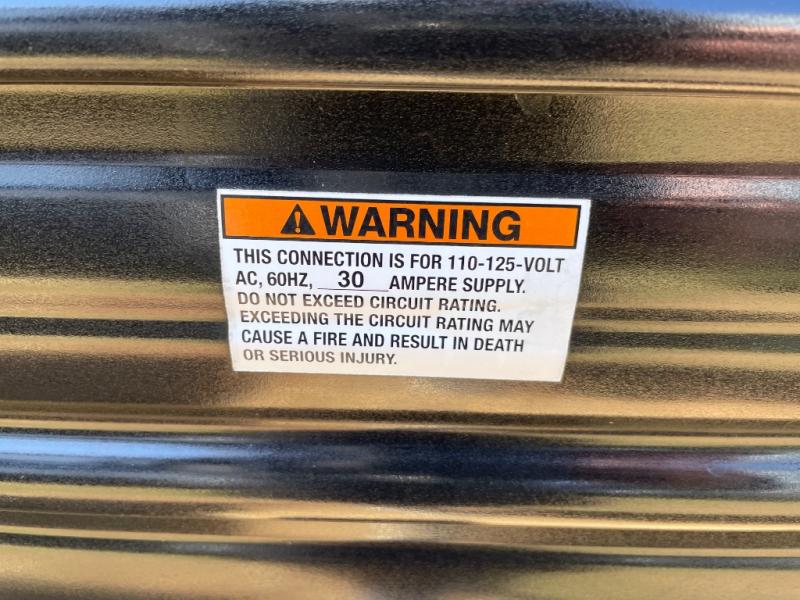 WARNING
THIS CONNECTION IS FOR 110-125-VOLT
AC, 60HZ, 30 AMPERE SUPPLY.
DO NOT EXCEED CIRCUIT RATING.
EXCEEDING THE CIRCUIT RATING MAY
CAUSE A FIRE AND RESULT IN DEATH
OR SERIOUS INJURY.